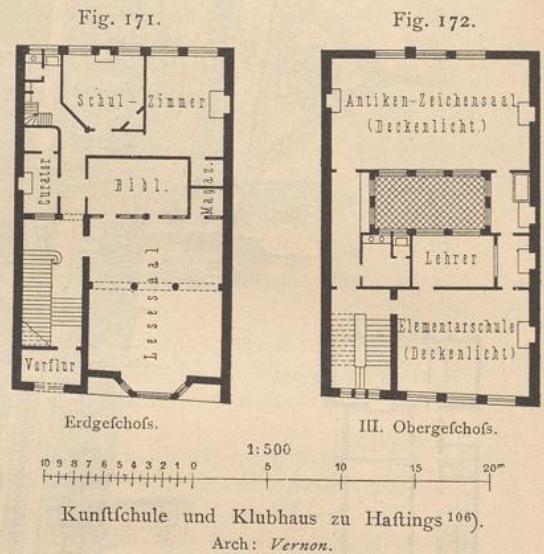 Fig. 171.
Schul-Zimmer
Curator
Bibl.
Magaz.
Lesesaal
Vorflur
Erdgeſchoſs.
Fig. 172.
Antiken-Zeichensaal
(Deckenlicht.)
Lehrer
Elementarschule
(Deckenlicht)
III. Obergeſchoſs.
1:500
10 9 8 7 6 5 4 3 2 1 0 5 10 15 20m
Kunſtſchule und Klubhaus zu Haſtings 106).
Arch: Vernon.